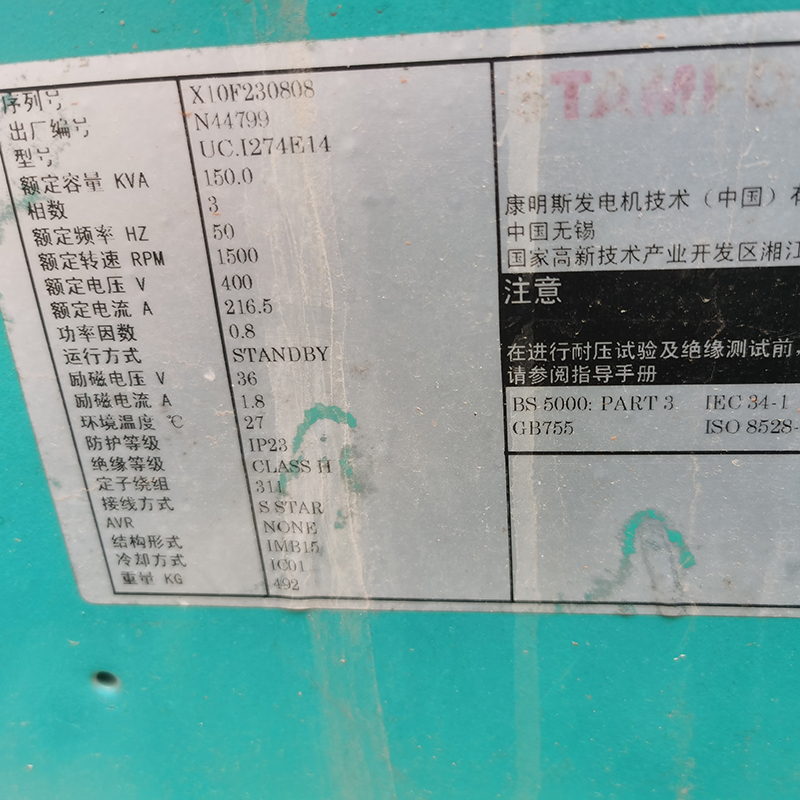 序列号 X10F230808
出厂编号 N44799
型号 UC.I274E14
额定容量 KVA 150.0
相数 3
额定频率 HZ 50
额定转速 RPM 1500
额定电压 V 400
额定电流 A 216.5
功率因数 0.8
运行方式 STANDBY
励磁电压 V 36
励磁电流 A 1.8
环境温度 ℃ 27
防护等级 IP23
绝缘等级 CLASS H
定子绕组 311
接线方式 S STAR
AVR NONE
结构形式 IMB15
冷却方式 IC01
重量 KG 492
康明斯发电机技术（中国）有
中国无锡
国家高新技术产业开发区湘江
注意
在进行耐压试验及绝缘测试前，
请参阅指导手册
BS 5000: PART 3 IEC 34-1
GB755 ISO 8528-